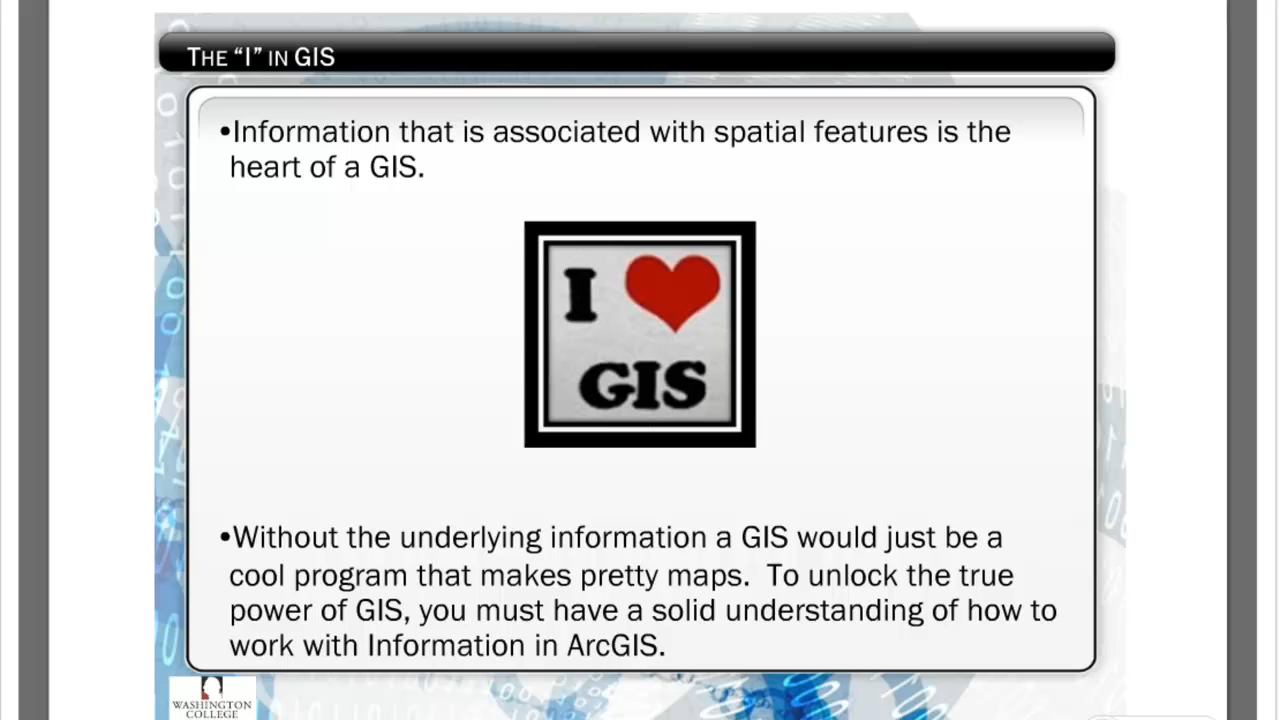 THE “I” IN GIS
•Information that is associated with spatial features is the
heart of a GIS.
I
GIS
•Without the underlying information a GIS would just be a
cool program that makes pretty maps.  To unlock the true
power of GIS, you must have a solid understanding of how to
work with Information in ArcGIS.
WASHINGTON
COLLEGE